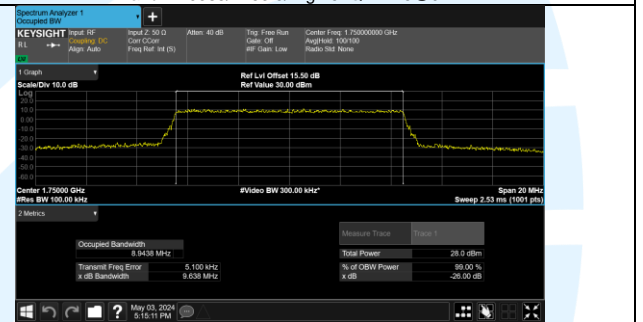 Spectrum Analyzer 1
Occupied BW
KEYSIGHT Input: RF Input Z: 50 Ω Atten: 40 dB Trig: Free Run Center Freq: 1.750000000 GHz
RL Coupling: DC Corr CCorr Gate: Off Avg|Hold: 100/100
Align: Auto Freq Ref: Int (S) #IF Gain: Low Radio Std: None
1 Graph
Ref Lvl Offset 15.50 dB
Scale/Div 10.0 dB Ref Value 30.00 dBm
Log
20.0
10.0
0.00
-10.0
-20.0
-30.0
-40.0
-50.0
-60.0
Center 1.75000 GHz #Video BW 300.00 kHz* Span 20 MHz
#Res BW 100.00 kHz Sweep 2.53 ms (1001 pts)
2 Metrics
Measure Trace Trace 1
Occupied Bandwidth
8.9438 MHz Total Power 28.0 dBm
Transmit Freq Error 5.100 kHz % of OBW Power 99.00 %
x dB Bandwidth 9.638 MHz x dB -26.00 dB
? May 03, 2024
5:15:11 PM